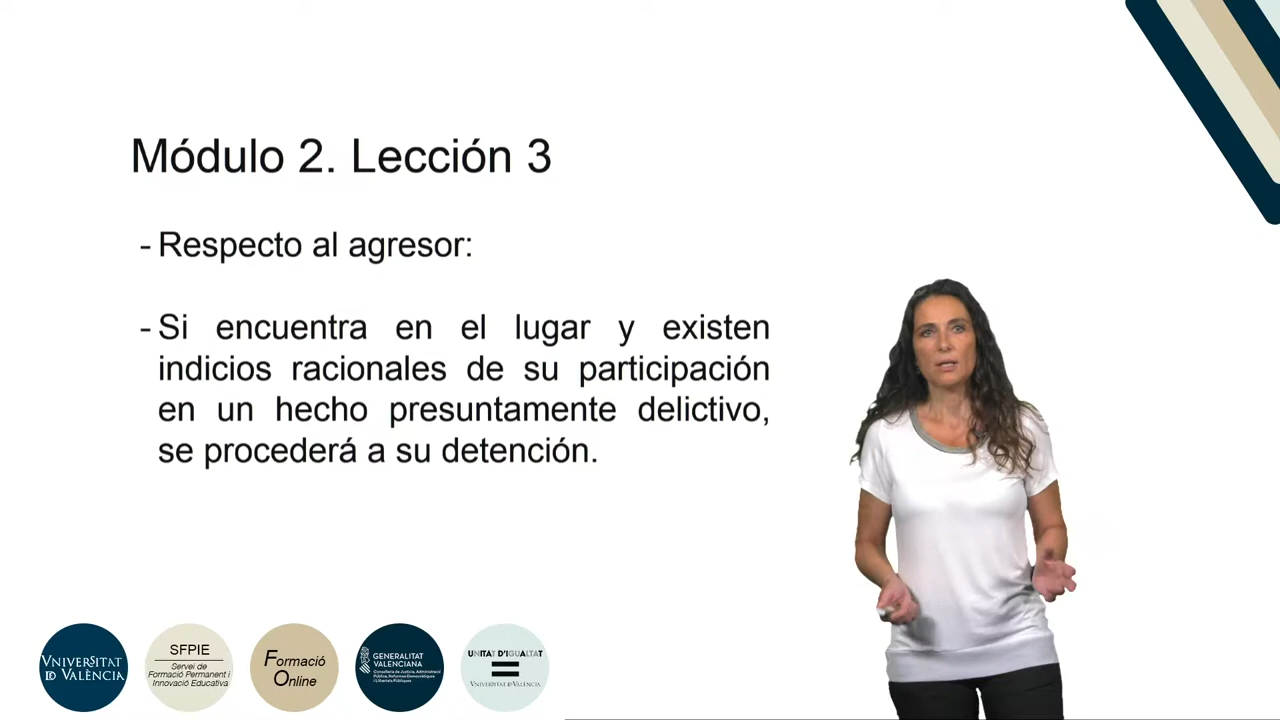 Módulo 2. Lección 3
- Respecto al agresor:
- Si encuentra en el lugar y existen
indicios racionales de su participación
en un hecho presuntamente delictivo,
se procederá a su detención.
VNIVERSITAT
ID VALÈNCIA
SFPIE
Servei de
Formació Permanent i
Innovació Educativa
Formació
Online
GENERALITAT
VALENCIANA
Conselleria de Justícia, Administració
Pública, Reformes Democràtiques
i Llibertats Públiques
UNITAT D'IGUALTAT
VNIVERSITAT ID VALÈNCIA